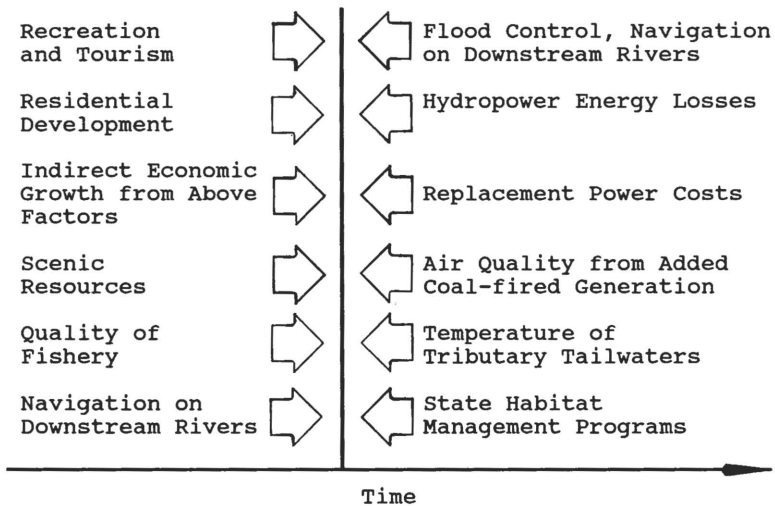 Recreation
and Tourism
Residential
Development
Indirect Economic
Growth from Above
Factors
Scenic
Resources
Quality of
Fishery
Navigation on
Downstream Rivers
Flood Control, Navigation
on Downstream Rivers
Hydropower Energy Losses
Replacement Power Costs
Air Quality from Added
Coal-fired Generation
Temperature of
Tributary Tailwaters
State Habitat
Management Programs
Time